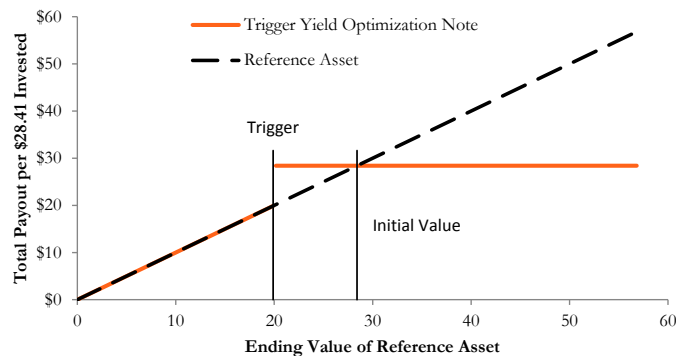 $60
$50
$40
$30
$20
$10
$0
Total Payout per $28.41 Invested
Trigger Yield Optimization Note
Reference Asset
Trigger
Initial Value
0
10
20
30
40
50
60
Ending Value of Reference Asset